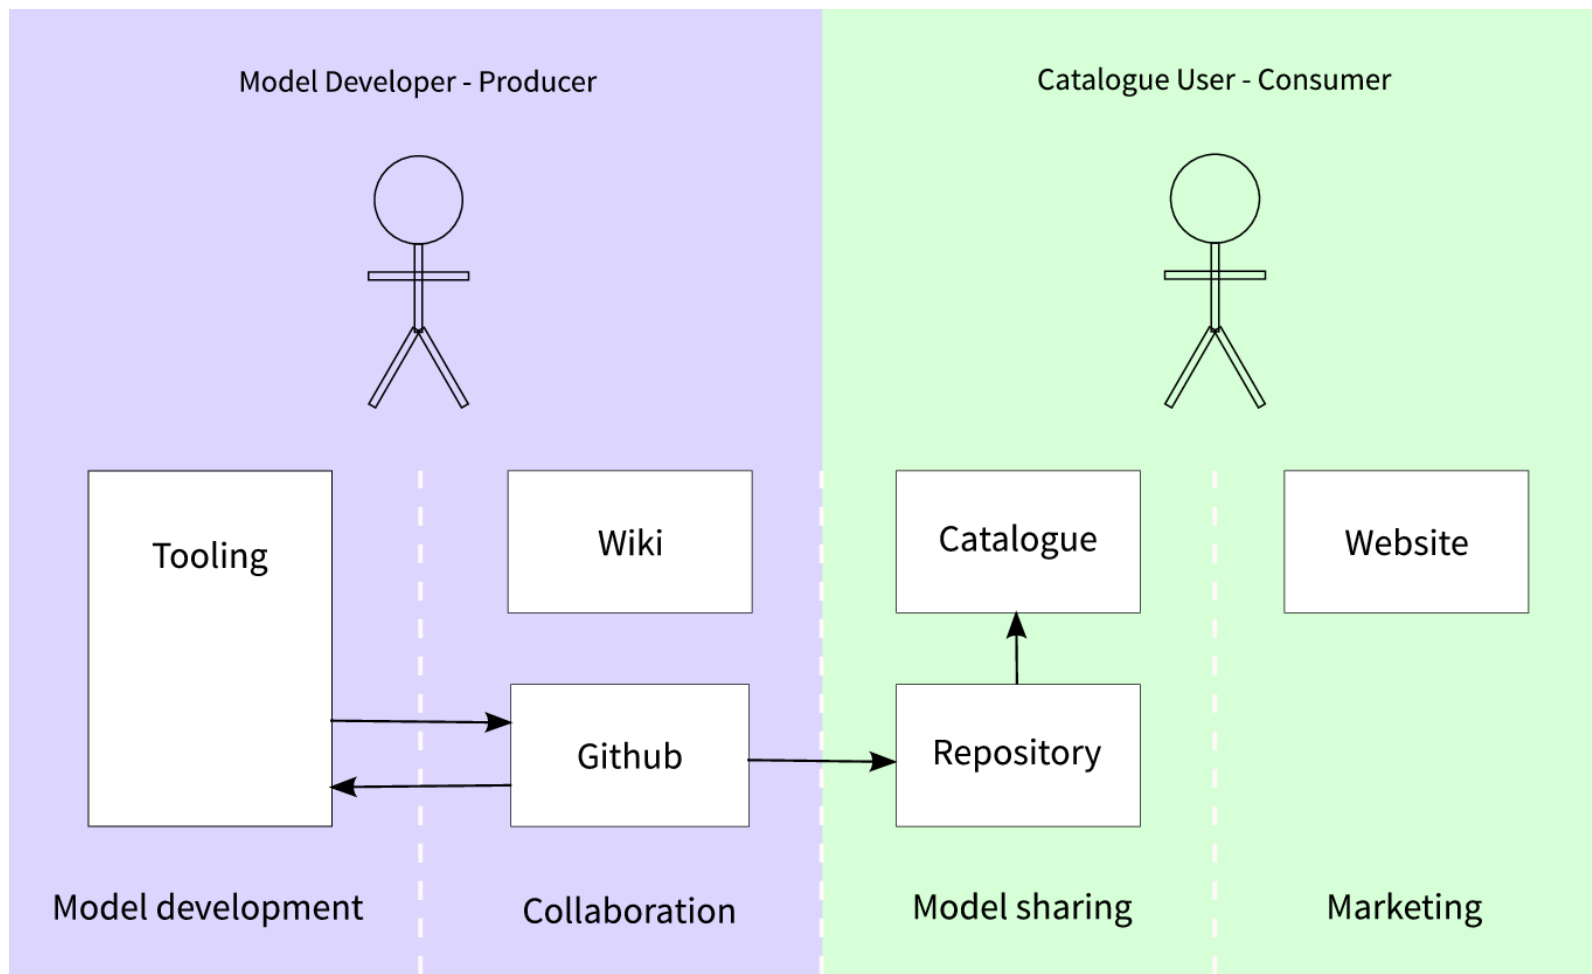 Model Developer - Producer
Catalogue User - Consumer
Tooling
Wiki
Catalogue
Website
Github
Repository
Model development
Collaboration
Model sharing
Marketing